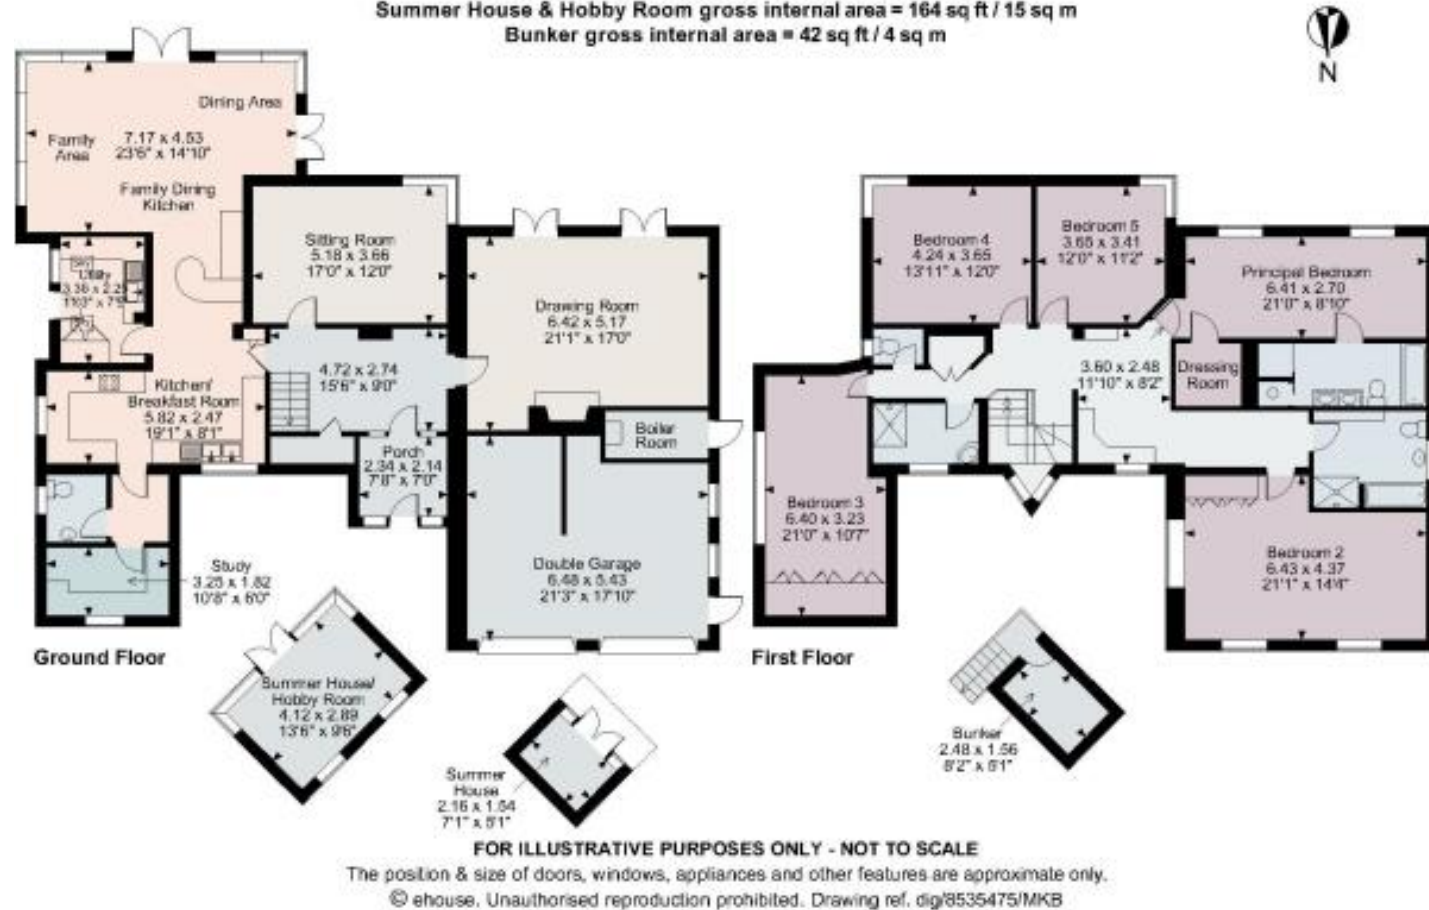 Summer House & Hobby Room gross internal area = 164 sq ft / 15 sq m
Bunker gross internal area = 42 sq ft / 4 sq m
N
Dining Area
Family
Area
7.17 x 4.53
23'6" x 14'10"
Family Dining
Kitchen
Sitting Room
5.18 x 3.66
17'0" x 12'0"
Utility
Drawing Room
6.42 x 5.17
21'1" x 17'0"
4.72 x 2.74
15'6" x 9'0"
Kitchen/
Breakfast Room
5.82 x 2.47
19'1" x 8'1"
Boiler
Room
Porch
2.34 x 2.14
7'8" x 7'0"
Study
3.25 x 1.82
10'8" x 6'0"
Double Garage
6.48 x 5.43
21'3" x 17'10"
Ground Floor
Bedroom 4
4.24 x 3.65
13'11" x 12'0"
Bedroom 5
3.65 x 3.41
12'0" x 11'2"
Principal Bedroom
6.41 x 2.70
21'0" x 8'10"
3.60 x 2.48
11'10" x 8'2"
Dressing
Room
Bedroom 3
6.40 x 3.23
21'0" x 10'7"
Bedroom 2
6.43 x 4.37
21'1" x 14'4"
First Floor
Summer House/
Hobby Room
4.12 x 2.89
13'6" x 9'6"
Summer
House
2.16 x 1.54
7'1" x 5'1"
Bunker
2.48 x 1.56
8'2" x 5'1"
FOR ILLUSTRATIVE PURPOSES ONLY - NOT TO SCALE
The position & size of doors, windows, appliances and other features are approximate only.
© ehouse. Unauthorised reproduction prohibited. Drawing ref. dig/8535475/MKB